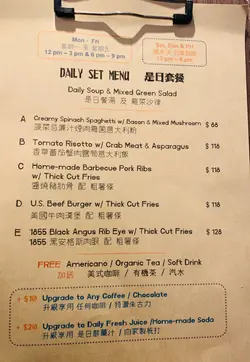 Mon - Fri
星期一 至 星期五
12 pm – 3 pm & 6 pm – 9 pm
Sat, Sun & PH
12 pm – 6 pm
DAILY SET MENU 是日套餐
Daily Soup & Mixed Green Salad
是日餐湯 及 雜菜沙律
A Creamy Spinach Spaghetti w/ Bacon & Mixed Mushroom $ 88
菠菜忌廉汁煙肉雜菌意大利粉
B Tomato Risotto w/ Crab Meat & Asparagus $ 118
香草蕃茄蟹肉露筍意大利飯
C Home-made Barbecue Pork Ribs
w/ Thick Cut Fries $ 118
醬燒豬肋骨 配 粗薯條
D U.S. Beef Burger w/ Thick Cut Fries $ 118
美國牛肉漢堡 配 粗薯條
E 1855 Black Angus Rib Eye w/ Thick Cut Fries $ 128
1855 黑安格斯肉眼 配 粗薯條
FREE Americano / Organic Tea / Soft Drink
加送 美式咖啡 / 有機茶 / 汽水
+ $10 Upgrade to Any Coffee / Chocolate
升級享用 任何咖啡 / 特濃朱古力
+ $20 Upgrade to Daily Fresh Juice / Home-made Soda
升級享用 是日鮮果汁 / 自家製梳打